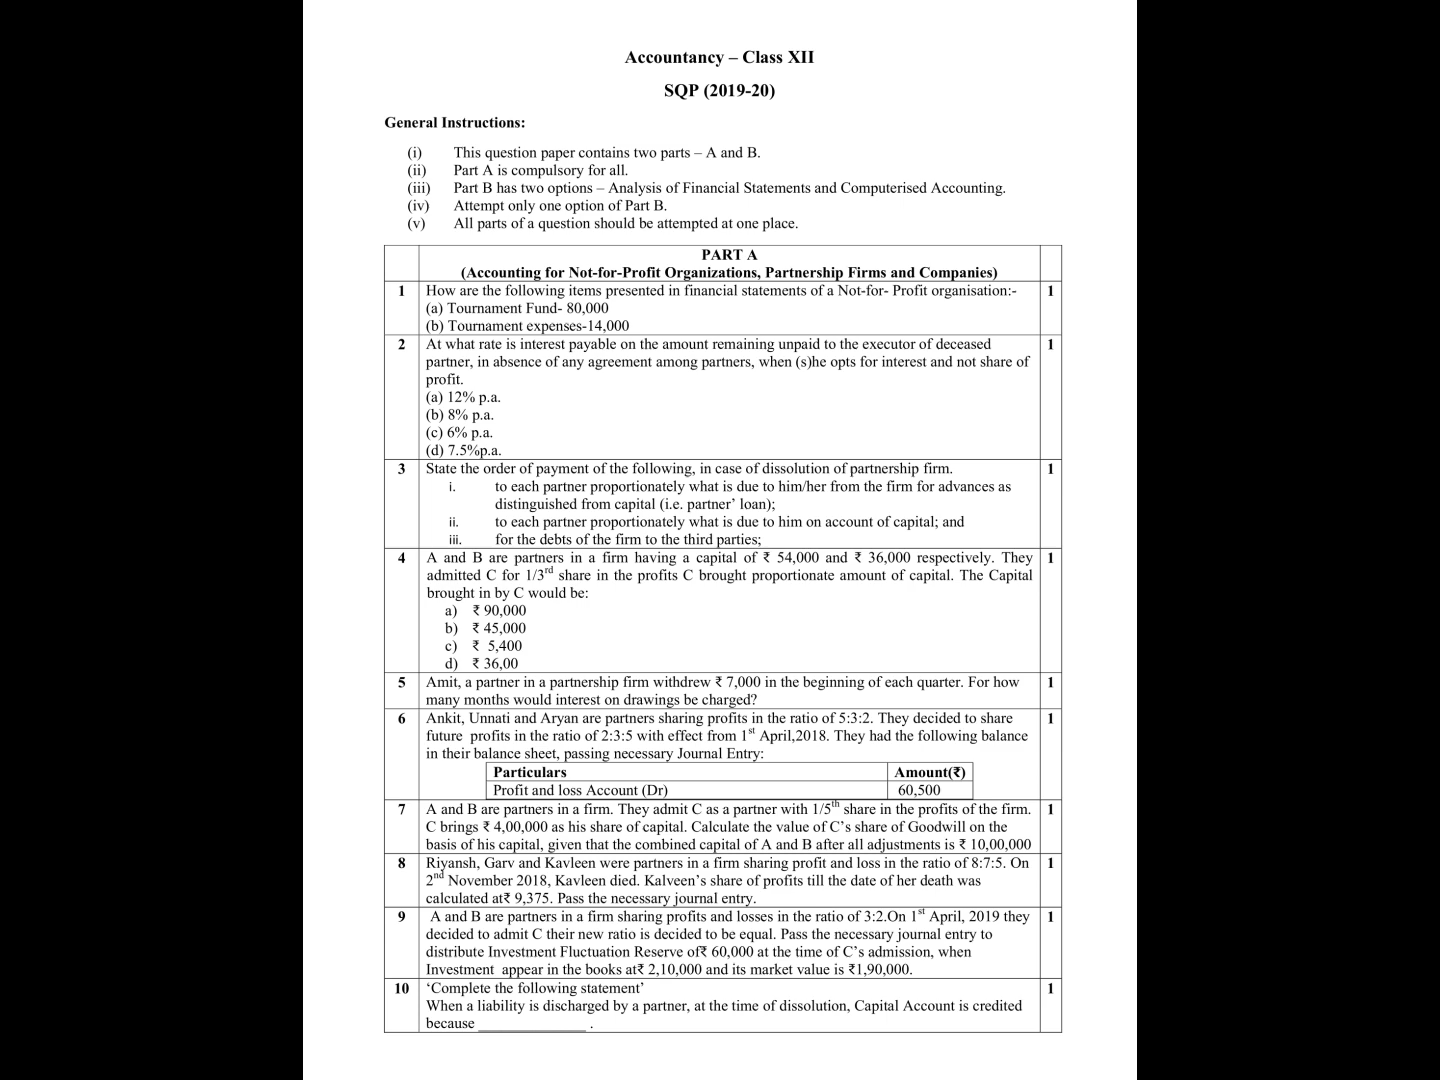 Accountancy – Class XII
SQP (2019-20)
General Instructions:
(i) This question paper contains two parts – A and B.
(ii) Part A is compulsory for all.
(iii) Part B has two options – Analysis of Financial Statements and Computerised Accounting.
(iv) Attempt only one option of Part B.
(v) All parts of a question should be attempted at one place.
PART A
(Accounting for Not-for-Profit Organizations, Partnership Firms and Companies)
1 How are the following items presented in financial statements of a Not-for- Profit organisation:- 1
(a) Tournament Fund- 80,000
(b) Tournament expenses-14,000
2 At what rate is interest payable on the amount remaining unpaid to the executor of deceased 1
partner, in absence of any agreement among partners, when (s)he opts for interest and not share of
profit.
(a) 12% p.a.
(b) 8% p.a.
(c) 6% p.a.
(d) 7.5%p.a.
3 State the order of payment of the following, in case of dissolution of partnership firm. 1
i. to each partner proportionately what is due to him/her from the firm for advances as
distinguished from capital (i.e. partner’ loan);
ii. to each partner proportionately what is due to him on account of capital; and
iii. for the debts of the firm to the third parties;
4 A and B are partners in a firm having a capital of ₹ 54,000 and ₹ 36,000 respectively. They 1
admitted C for 1/3rd share in the profits C brought proportionate amount of capital. The Capital
brought in by C would be:
a) ₹ 90,000
b) ₹ 45,000
c) ₹ 5,400
d) ₹ 36,00
5 Amit, a partner in a partnership firm withdrew ₹ 7,000 in the beginning of each quarter. For how 1
many months would interest on drawings be charged?
6 Ankit, Unnati and Aryan are partners sharing profits in the ratio of 5:3:2. They decided to share 1
future profits in the ratio of 2:3:5 with effect from 1st April,2018. They had the following balance
in their balance sheet, passing necessary Journal Entry:
Particulars Amount(₹)
Profit and loss Account (Dr) 60,500
7 A and B are partners in a firm. They admit C as a partner with 1/5th share in the profits of the firm. 1
C brings ₹ 4,00,000 as his share of capital. Calculate the value of C’s share of Goodwill on the
basis of his capital, given that the combined capital of A and B after all adjustments is ₹ 10,00,000
8 Riyansh, Garv and Kavleen were partners in a firm sharing profit and loss in the ratio of 8:7:5. On 1
2nd November 2018, Kavleen died. Kalveen’s share of profits till the date of her death was
calculated at₹ 9,375. Pass the necessary journal entry.
9 A and B are partners in a firm sharing profits and losses in the ratio of 3:2.On 1st April, 2019 they 1
decided to admit C their new ratio is decided to be equal. Pass the necessary journal entry to
distribute Investment Fluctuation Reserve of₹ 60,000 at the time of C’s admission, when
Investment appear in the books at₹ 2,10,000 and its market value is ₹1,90,000.
10 ‘Complete the following statement’ 1
When a liability is discharged by a partner, at the time of dissolution, Capital Account is credited
because _______________ .